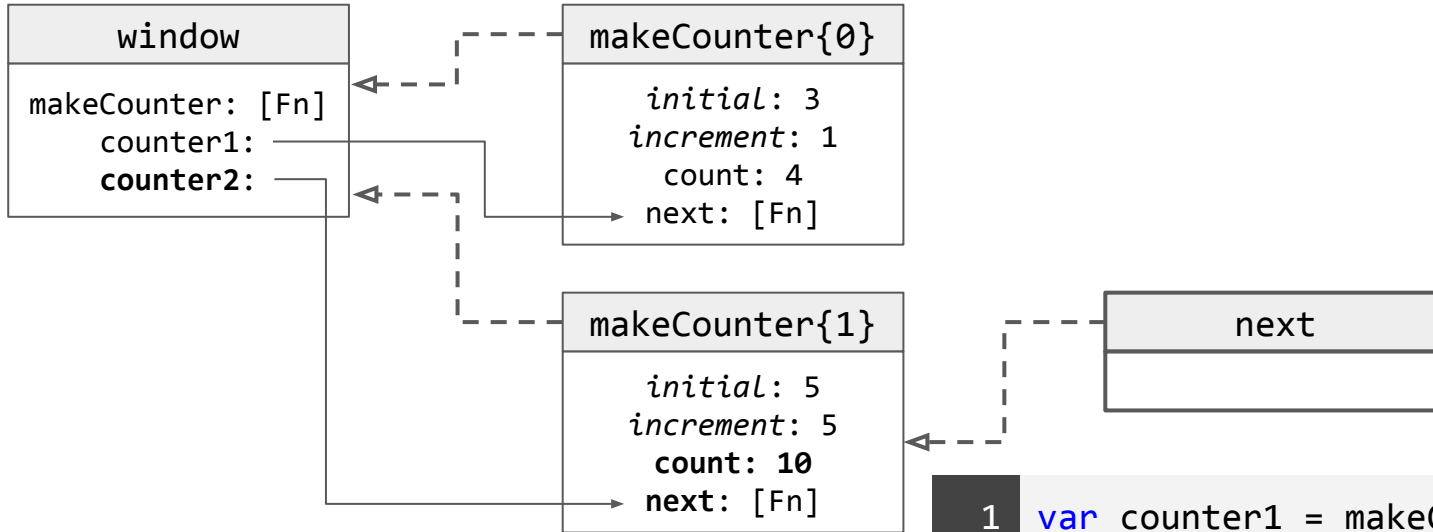 window
makeCounter: [Fn]
counter1:
counter2:
makeCounter{0}
initial: 3
increment: 1
count: 4
next: [Fn]
makeCounter{1}
initial: 5
increment: 5
count: 10
next: [Fn]
next
1 var counter1 =